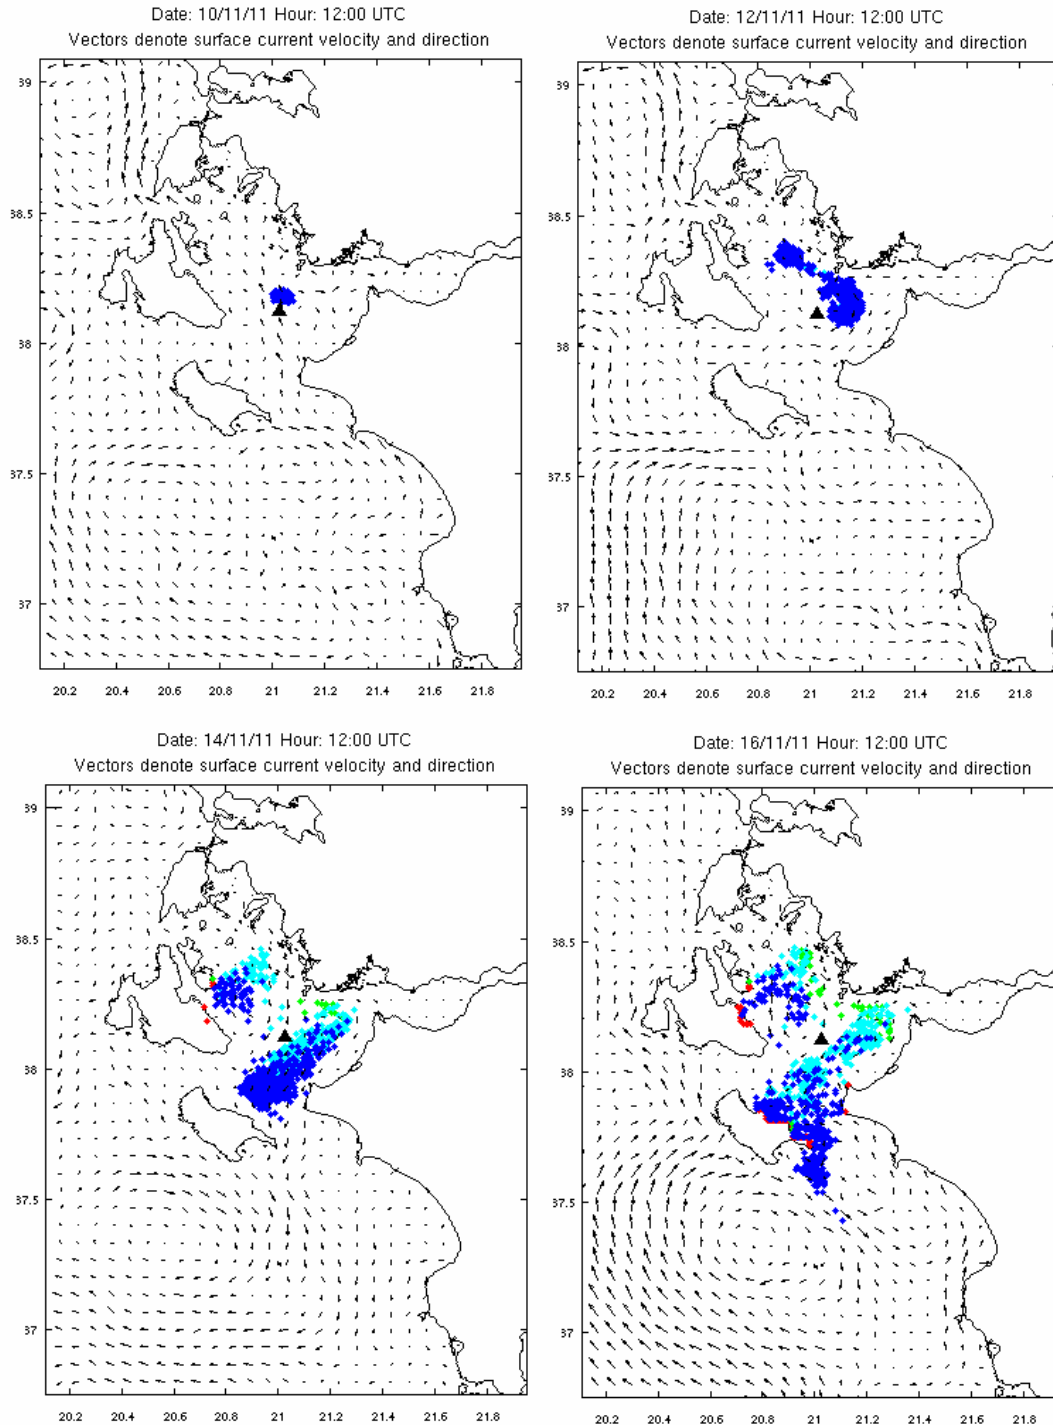 Date: 10/11/11 Hour: 12:00 UTC
Vectors denote surface current velocity and direction
39
38.5
38
37.5
37
20.2 20.4 20.6 20.8 21 21.2 21.4 21.6 21.8
Date: 12/11/11 Hour: 12:00 UTC
Vectors denote surface current velocity and direction
39
38.5
38
37.5
37
20.2 20.4 20.6 20.8 21 21.2 21.4 21.6 21.8
Date: 14/11/11 Hour: 12:00 UTC
Vectors denote surface current velocity and direction
39
38.5
38
37.5
37
20.2 20.4 20.6 20.8 21 21.2 21.4 21.6 21.8
Date: 16/11/11 Hour: 12:00 UTC
Vectors denote surface current velocity and direction
39
38.5
38
37.5
37
20.2 20.4 20.6 20.8 21 21.2 21.4 21.6 21.8